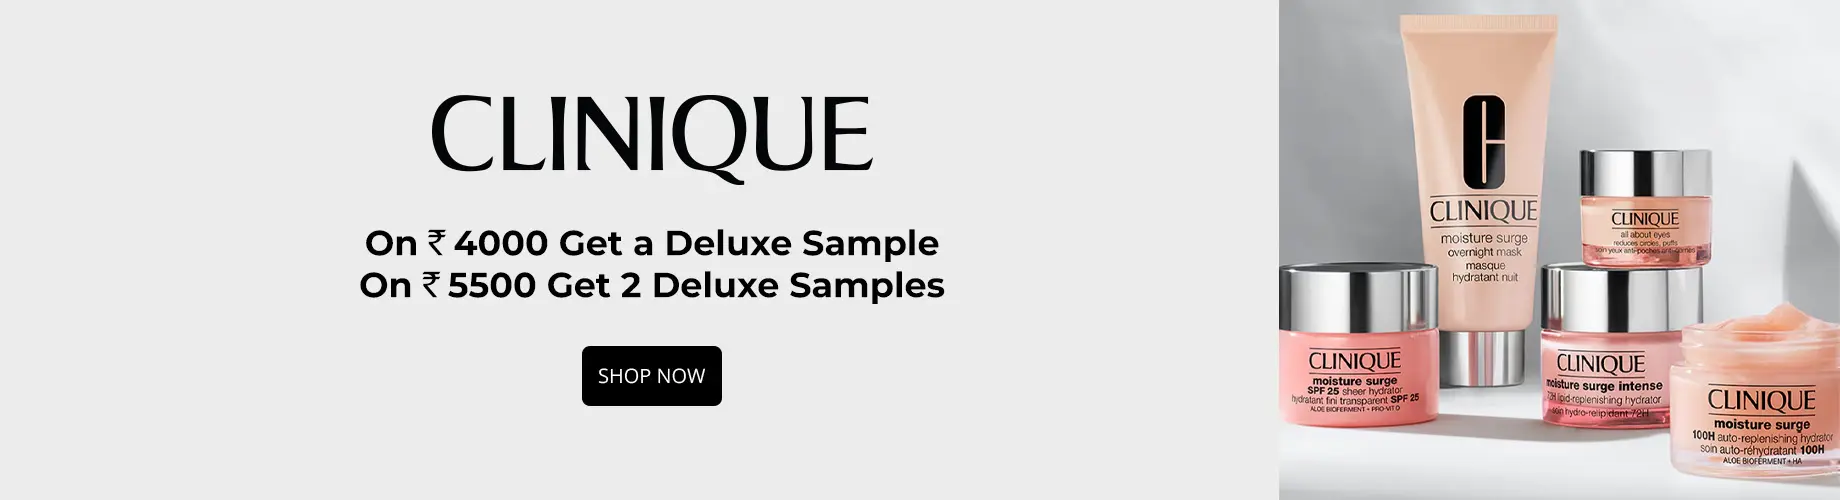 CLINIQUE
On ₹ 4000 Get a Deluxe Sample
On ₹ 5500 Get 2 Deluxe Samples
SHOP NOW
CLINIQUE
moisture surge
overnight mask
masque
hydratant nuit
CLINIQUE
all about eyes
reduces circles, puffs
soin yeux anti-poches anti-cernes
CLINIQUE
moisture surge
SPF 25 sheer hydrator
hydratant fini transparent SPF 25
ALOE BIOFERMENT + PRO-VIT D
CLINIQUE
moisture surge intense
72H lipid-replenishing hydrator
soin hydro-relipidant 72H
CLINIQUE
moisture surge
100H auto-replenishing hydrator
soin auto-réhydratant 100H
ALOE BIOFERMENT + HA